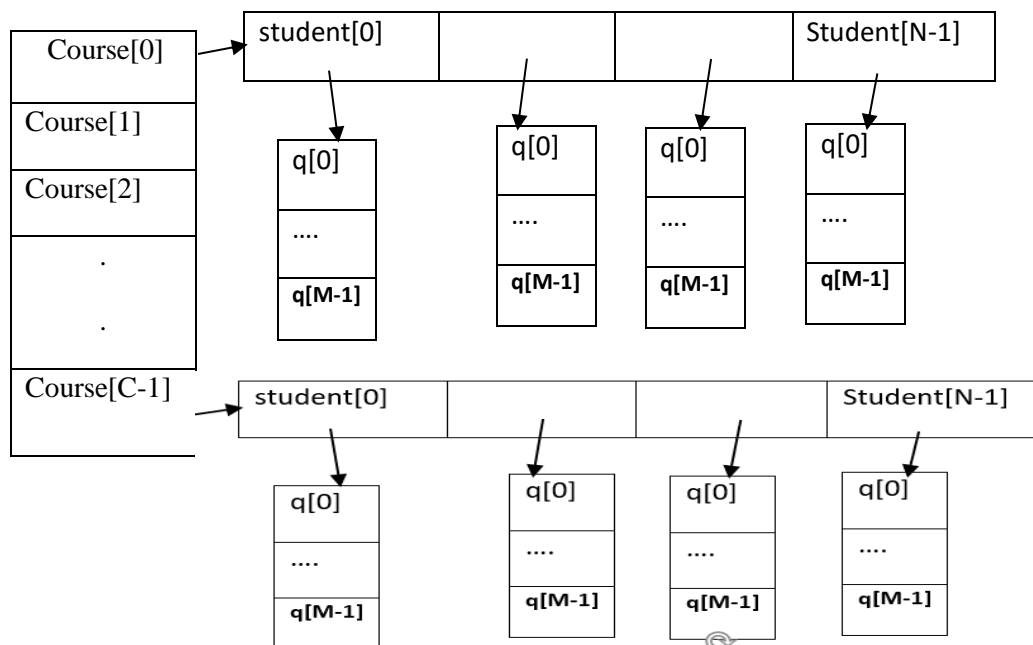 student[0] Student[N-1]
Course[0]
Course[1]
q[0] q[0] q[0] q[0]
Course[2]
.... .... .... ....
.
q[M-1] q[M-1] q[M-1] q[M-1]
.
Course[C-1]
student[0] Student[N-1]
q[0] q[0] q[0] q[0]
.... .... .... ....
q[M-1] q[M-1] q[M-1] q[M-1]